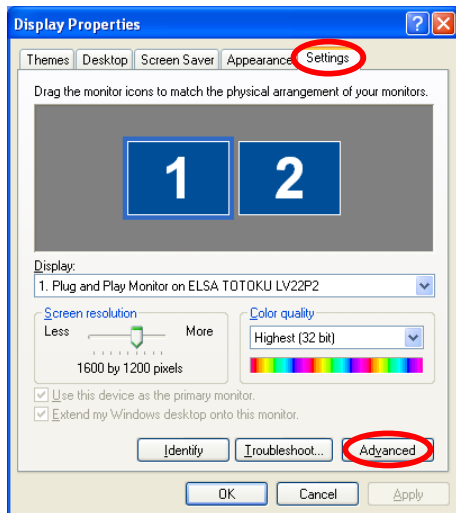 Display Properties
Themes Desktop Screen Saver Appearance Settings
Drag the monitor icons to match the physical arrangement of your monitors.
1 2
Display:
1. Plug and Play Monitor on ELSA TOTOKU LV22P2
Screen resolution Color quality
Less More Highest (32 bit)
1600 by 1200 pixels
Use this device as the primary monitor.
Extend my Windows desktop onto this monitor.
Identify Troubleshoot... Advanced
OK Cancel Apply